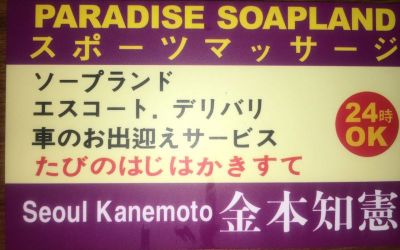 PARADISE SOAPLAND
スポーツマッサージ
ソープランド
エスコート. デリバリ
車のお出迎えサービス
たびのはじはかきすて
24時
OK
Seoul Kanemoto 金本知憲